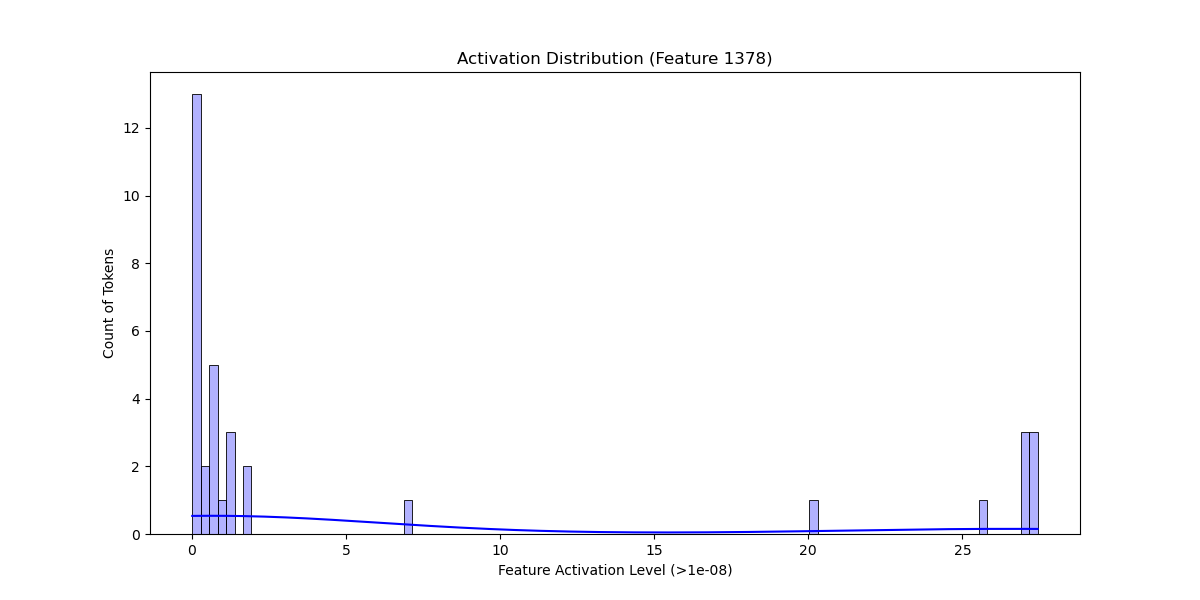 Activation Distribution (Feature 1378)
Count of Tokens
12
10
8
6
4
2
0
0 5 10 15 20 25
Feature Activation Level (>1e-08)